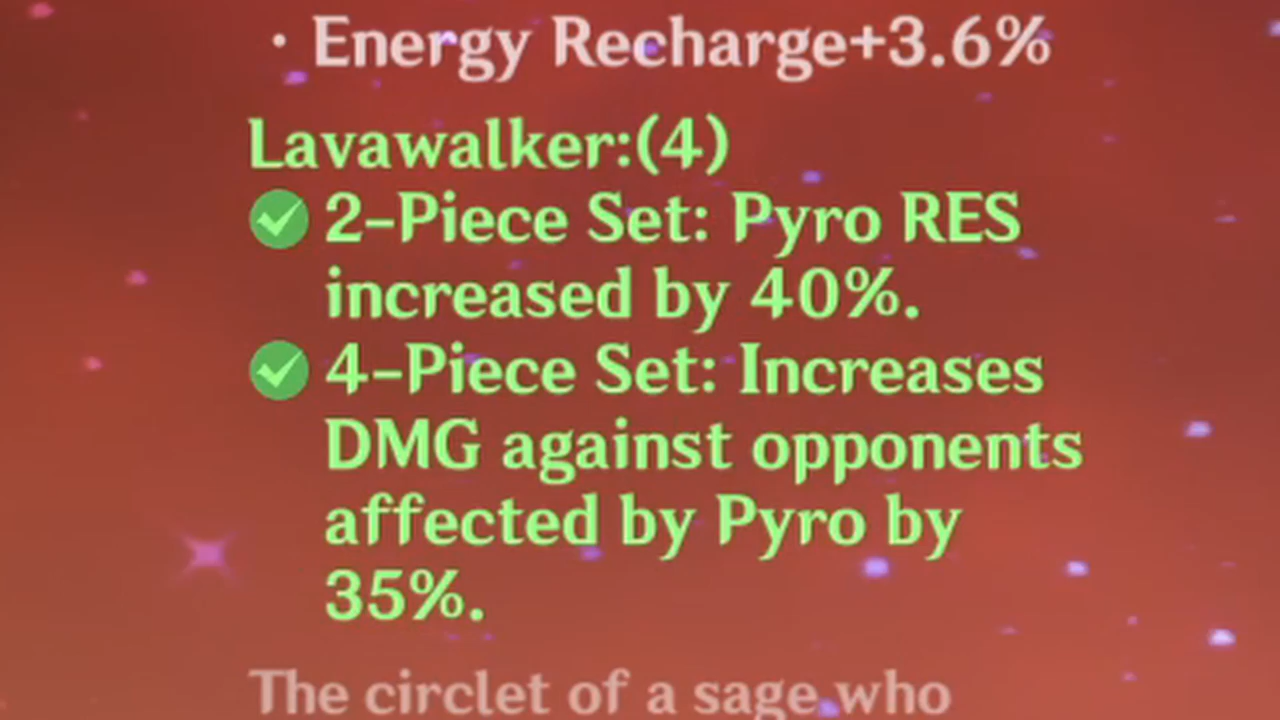 · Energy Recharge+3.6%
Lavawalker:(4)
2-Piece Set: Pyro RES
increased by 40%.
4-Piece Set: Increases
DMG against opponents
affected by Pyro by
35%.
The circlet of a sage who